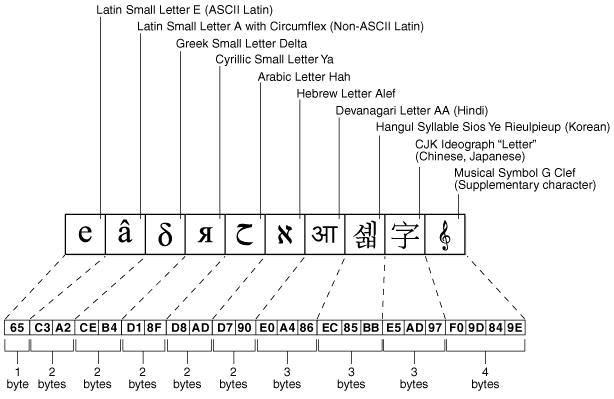 Latin Small Letter E (ASCII Latin)
Latin Small Letter A with Circumflex (Non-ASCII Latin)
Greek Small Letter Delta
Cyrillic Small Letter Ya
Arabic Letter Hah
Hebrew Letter Alef
Devanagari Letter AA (Hindi)
Hangul Syllable Sios Ye Rieulpieup (Korean)
CJK Ideograph “Letter”
(Chinese, Japanese)
Musical Symbol G Clef
(Supplementary character)
e â δ я ح א आ 셻 字 𝄞
65 C3 A2 CE B4 D1 8F D8 AD D7 90 E0 A4 86 EC 85 BB E5 AD 97 F0 9D 84 9E
1 2 2 2 2 2 3 3 3 4
byte bytes bytes bytes bytes bytes bytes bytes bytes bytes